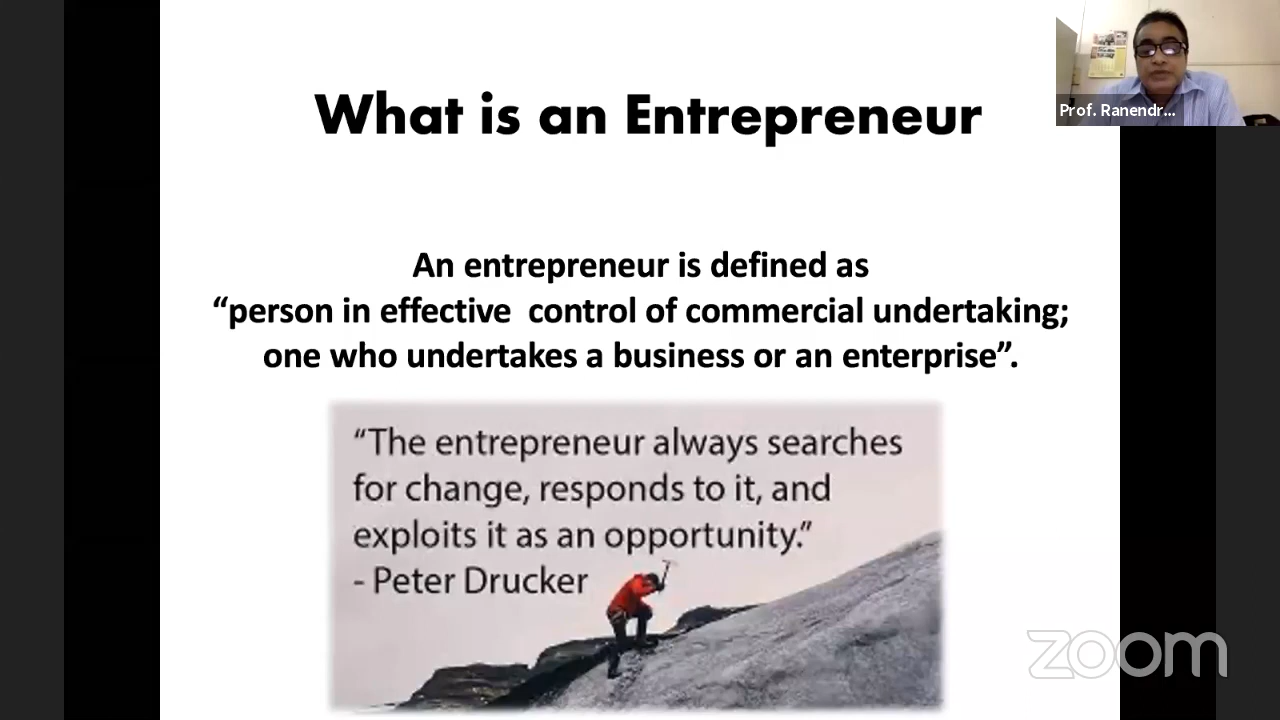 What is an Entrepreneur
Prof. Ranendr...
An entrepreneur is defined as
“person in effective control of commercial undertaking;
one who undertakes a business or an enterprise”.
“The entrepreneur always searches
for change, responds to it, and
exploits it as an opportunity.”
- Peter Drucker
zoom